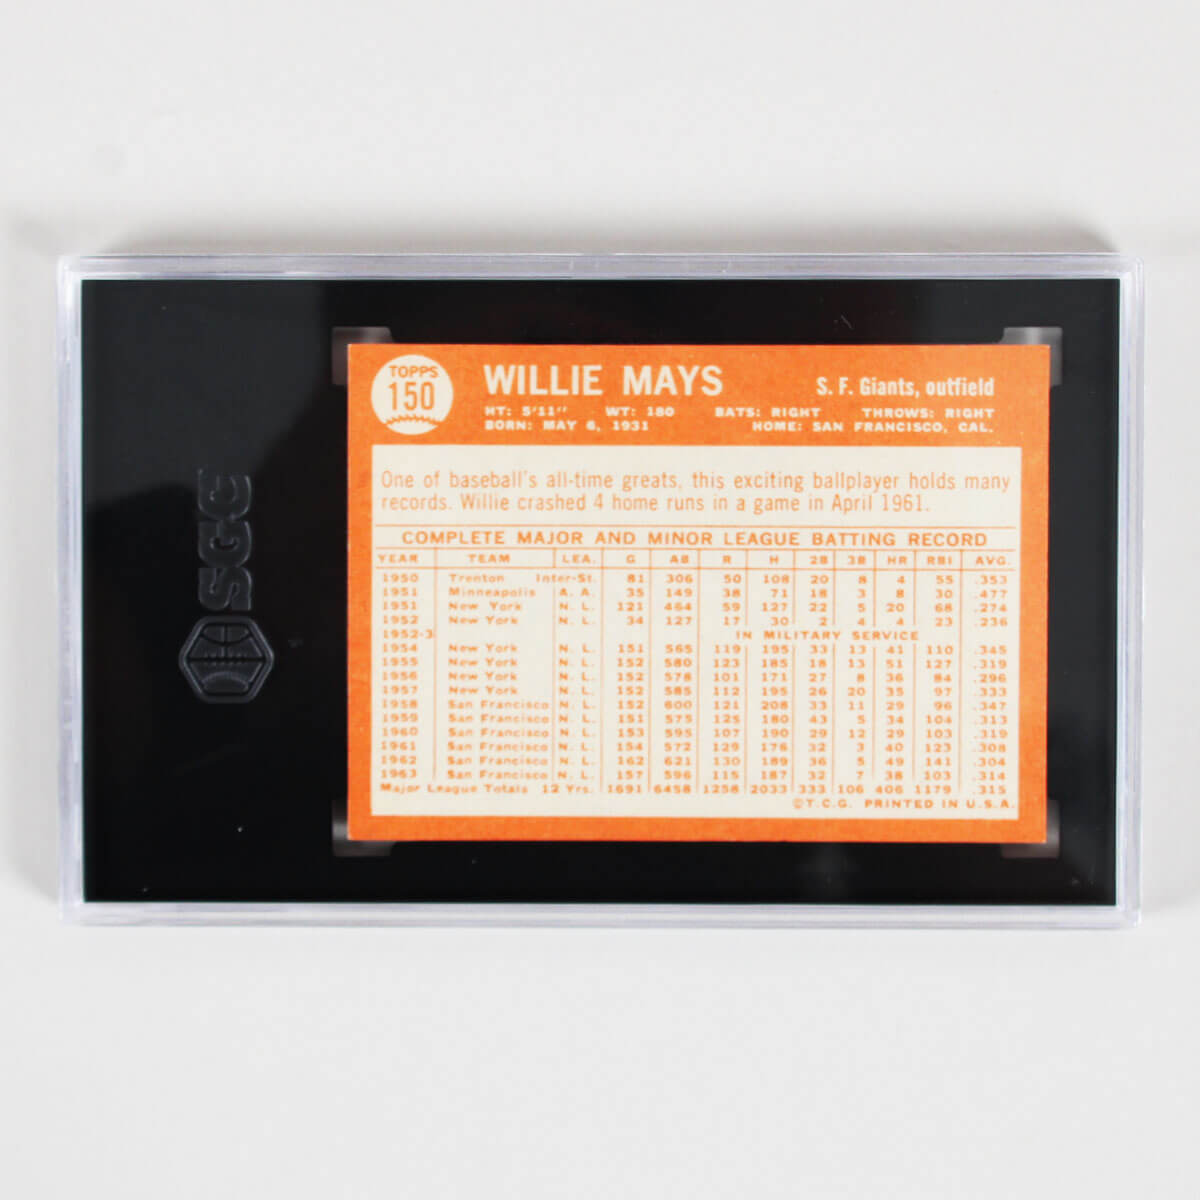 SGC
TOPPS
150
WILLIE MAYS
S. F. Giants, outfield
HT: 5'11" WT: 180 BATS: RIGHT THROWS: RIGHT
BORN: MAY 6, 1931 HOME: SAN FRANCISCO, CAL.
One of baseball's all-time greats, this exciting ballplayer holds many
records. Willie crashed 4 home runs in a game in April 1961.
COMPLETE MAJOR AND MINOR LEAGUE BATTING RECORD
YEAR TEAM LEA. G AB R H 2B 3B HR RBI AVG.
1950 Trenton Inter-St. 81 306 50 108 20 8 4 55 .353
1951 Minneapolis A. A. 35 149 38 71 18 3 8 30 .477
1951 New York N. L. 121 464 59 127 22 5 20 68 .274
1952 New York N. L. 34 127 17 30 2 4 4 23 .236
1952-3 IN MILITARY SERVICE
1954 New York N. L. 151 565 119 195 33 13 41 110 .345
1955 New York N. L. 152 580 123 185 18 13 51 127 .319
1956 New York N. L. 152 578 101 171 27 8 36 84 .296
1957 New York N. L. 152 585 112 195 26 20 35 97 .333
1958 San Francisco N. L. 152 600 121 208 33 11 29 96 .347
1959 San Francisco N. L. 151 575 125 180 43 5 34 104 .313
1960 San Francisco N. L. 153 595 107 190 29 12 29 103 .319
1961 San Francisco N. L. 154 572 129 176 32 3 40 123 .308
1962 San Francisco N. L. 162 621 130 189 36 5 49 141 .304
1963 San Francisco N. L. 157 596 115 187 32 7 38 103 .314
Major League Totals 12 Yrs. 1691 6458 1258 2033 333 106 406 1179 .315
©T.C.G. PRINTED IN U.S.A.